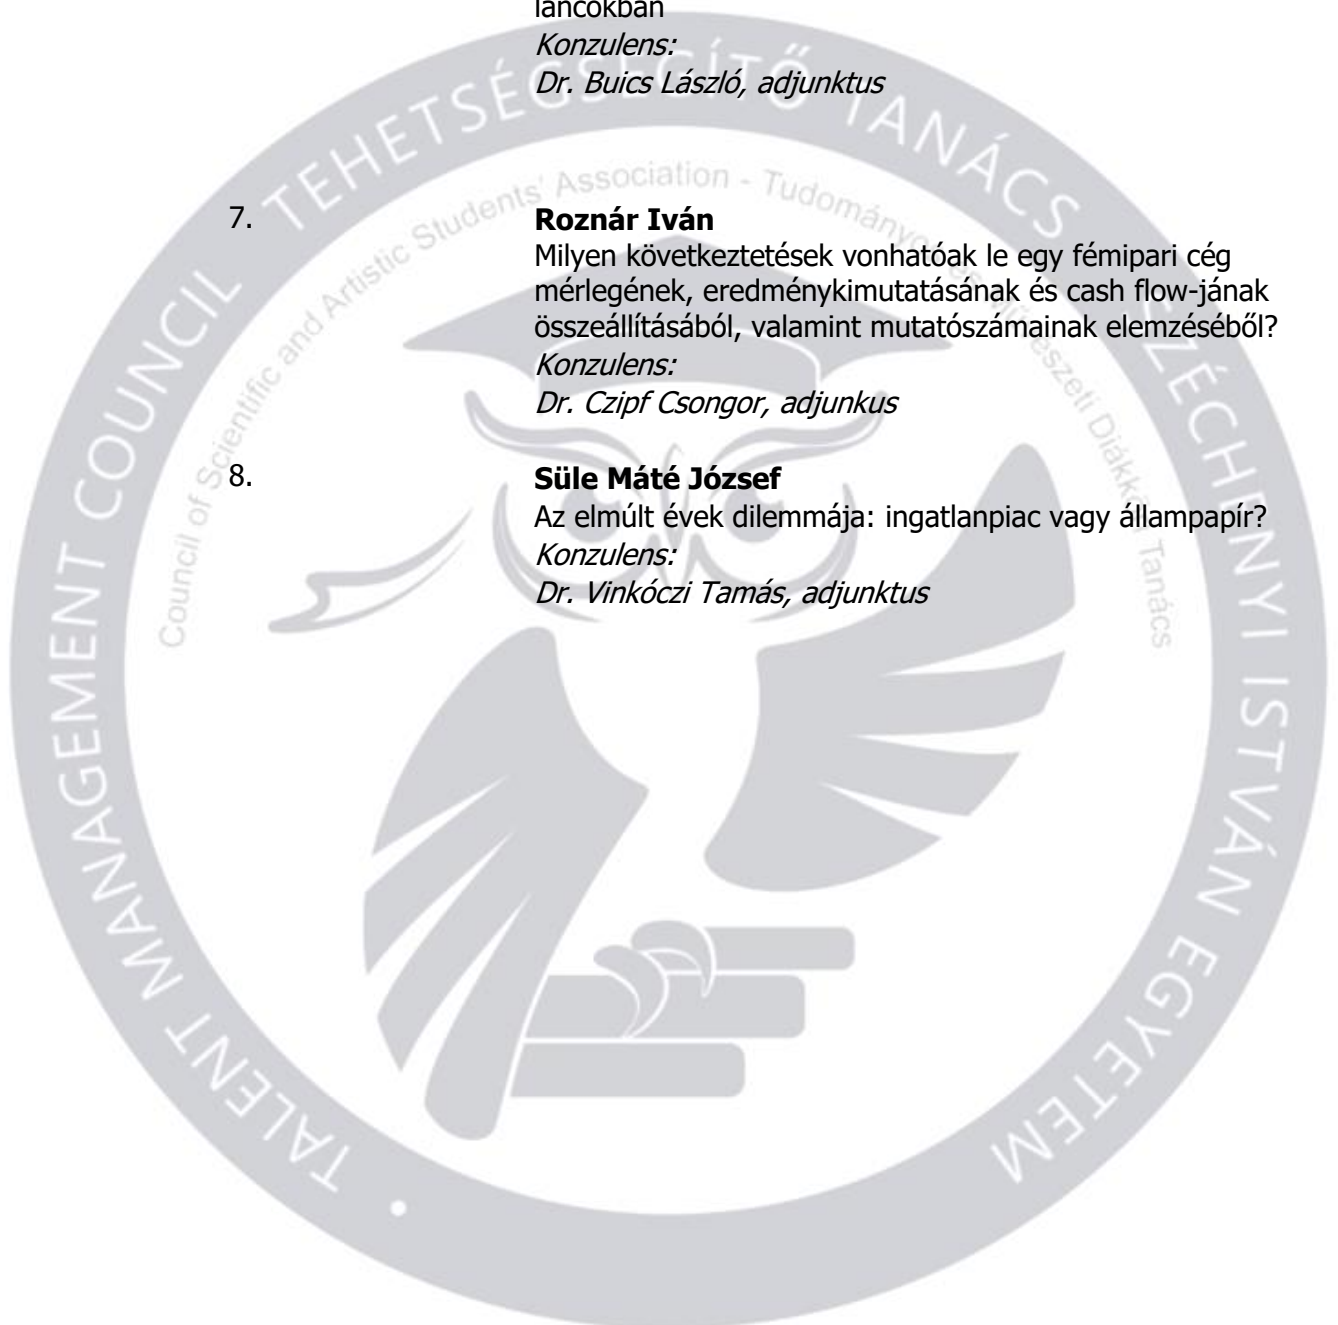 láncokban
Konzulens:
Dr. Buics László, adjunktus
7.
Roznár Iván
Milyen következtetések vonhatóak le egy fémipari cég
mérlegének, eredménykimutatásának és cash flow-jának
összeállításából, valamint mutatószámainak elemzéséből?
Konzulens:
Dr. Czipf Csongor, adjunkus
8.
Süle Máté József
Az elmúlt évek dilemmája: ingatlanpiac vagy állampapír?
Konzulens:
Dr. Vinkóczi Tamás, adjunktus
TALENT MANAGEMENT COUNCIL TEHETSÉGSEGÍTŐ TANÁCS SZÉCHENYI ISTVÁN EGYETEM
Council of Scientific and Artistic Students' Association - Tudományos Diákköri Tanács